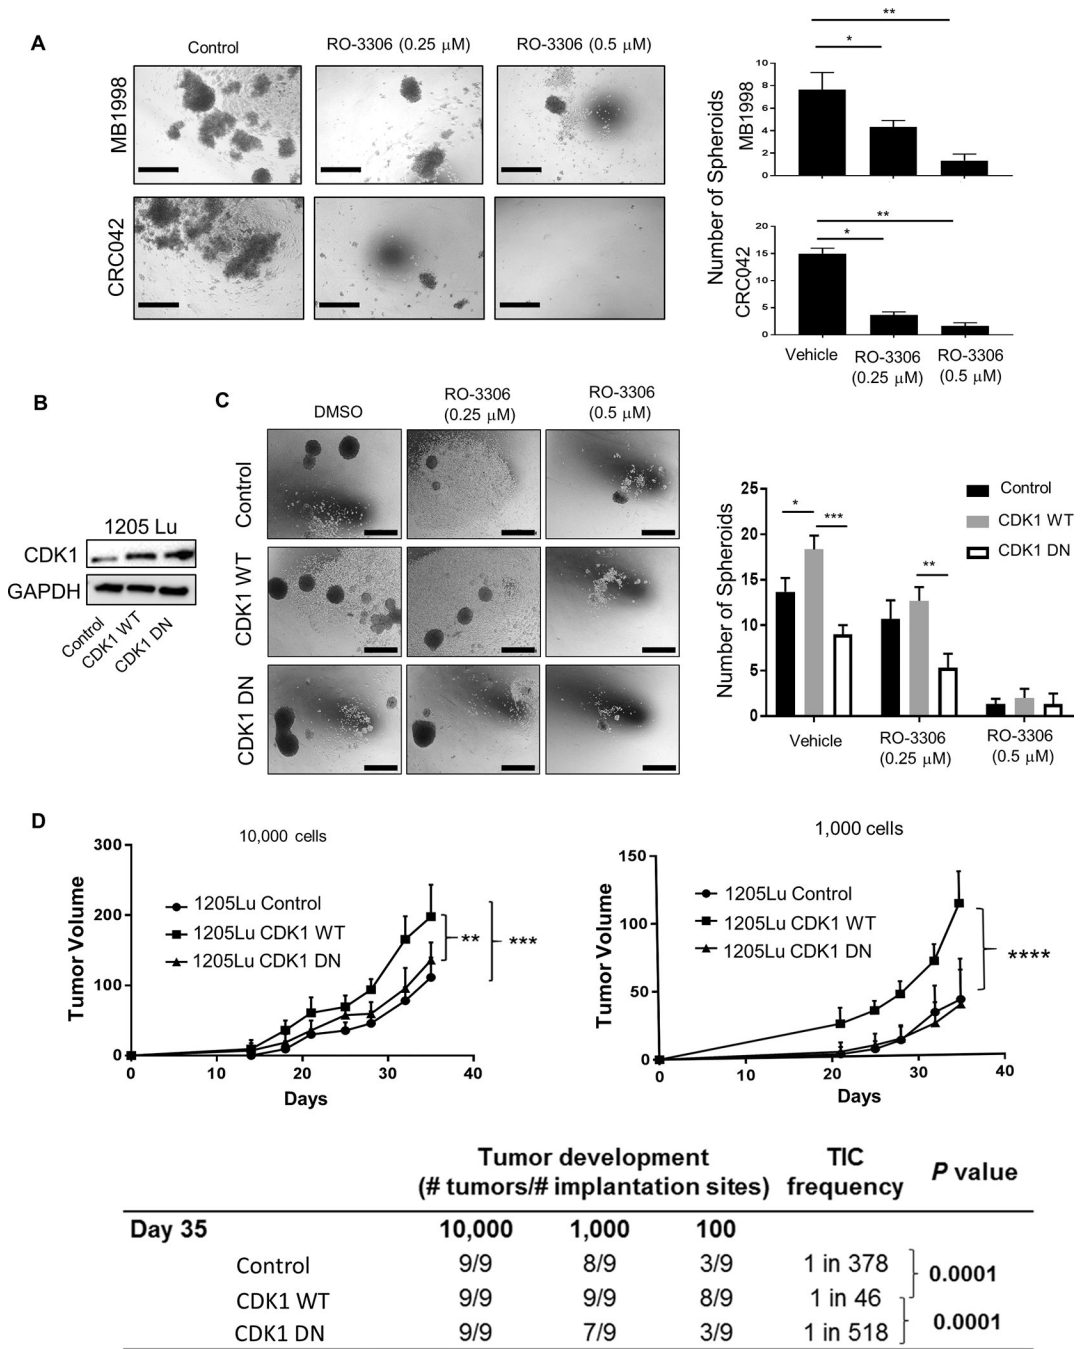 A
Control
RO-3306 (0.25 μM)
RO-3306 (0.5 μM)
MB1998
CRC042
Number of Spheroids
MB1998
CRC042
**
*
10
8
6
4
2
0
**
*
20
15
10
5
0
Vehicle
RO-3306
(0.25 μM)
RO-3306
(0.5 μM)
B
1205 Lu
CDK1
GAPDH
Control
CDK1 WT
CDK1 DN
C
DMSO
RO-3306
(0.25 μM)
RO-3306
(0.5 μM)
Control
CDK1 WT
CDK1 DN
Number of Spheroids
25
20
15
10
5
0
*
***
**
Control
CDK1 WT
CDK1 DN
Vehicle
RO-3306
(0.25 μM)
RO-3306
(0.5 μM)
D
10,000 cells
Tumor Volume
300
200
100
0
1205Lu Control
1205Lu CDK1 WT
1205Lu CDK1 DN
**
***
0 10 20 30 40
Days
1,000 cells
Tumor Volume
150
100
50
0
1205Lu Control
1205Lu CDK1 WT
1205Lu CDK1 DN
****
0 10 20 30 40
Days
Tumor development TIC P value
(# tumors/# implantation sites) frequency
Day 35 10,000 1,000 100
Control 9/9 8/9 3/9 1 in 378
0.0001
CDK1 WT 9/9 9/9 8/9 1 in 46
0.0001
CDK1 DN 9/9 7/9 3/9 1 in 518